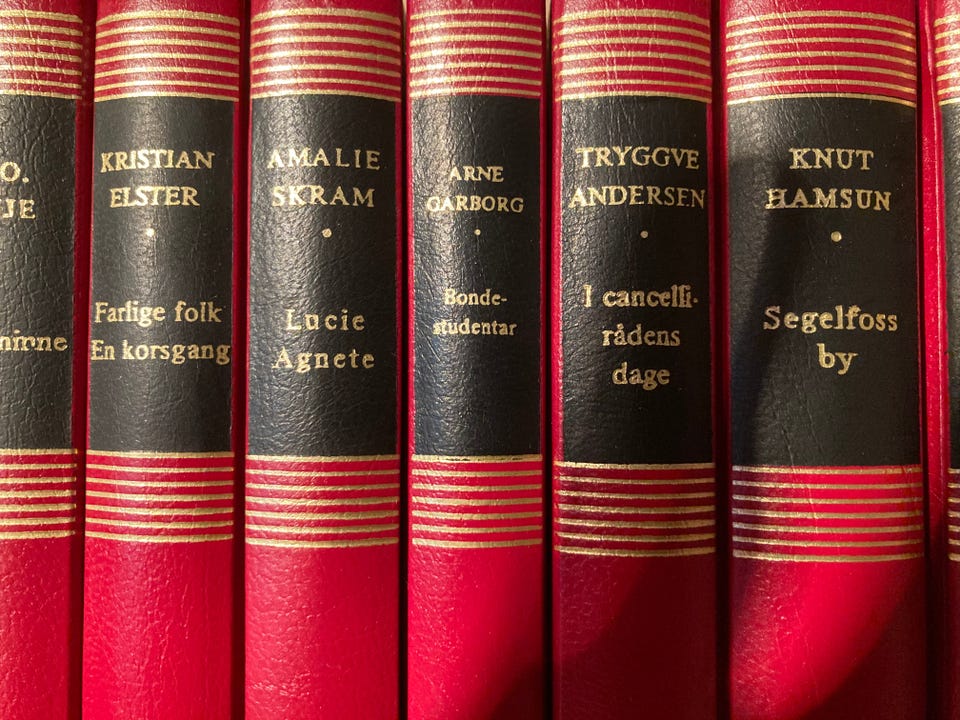 O.
KRISTIAN
ELSTER
Farlige folk
En korsgang
AMALIE
SKRAM
Lucie
Agnete
ARNE
GARBORG
Bonde-
studentar
TRYGGVE
ANDERSEN
I cancelli-
rådens
dage
KNUT
HAMSUN
Segelfoss
by